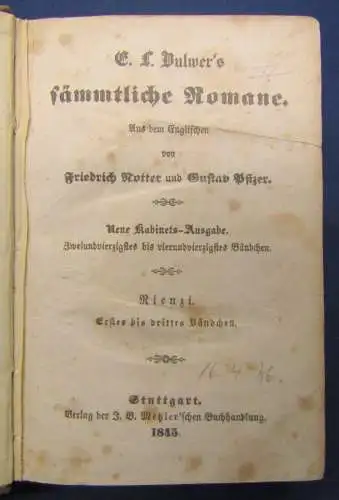 E. L. Bulwer's
sämmtliche Romane.
Aus dem Englischen
von
Friedrich Notter und Gustav Pfizer.
Neue Kabinets-Ausgabe.
Zweiundvierzigstes bis vierundvierzigstes Bändchen.
Rienzi.
Erstes bis drittes Bändchen.
Stuttgart.
Verlag der J. B. Metzler'schen Buchhandlung.
1845.